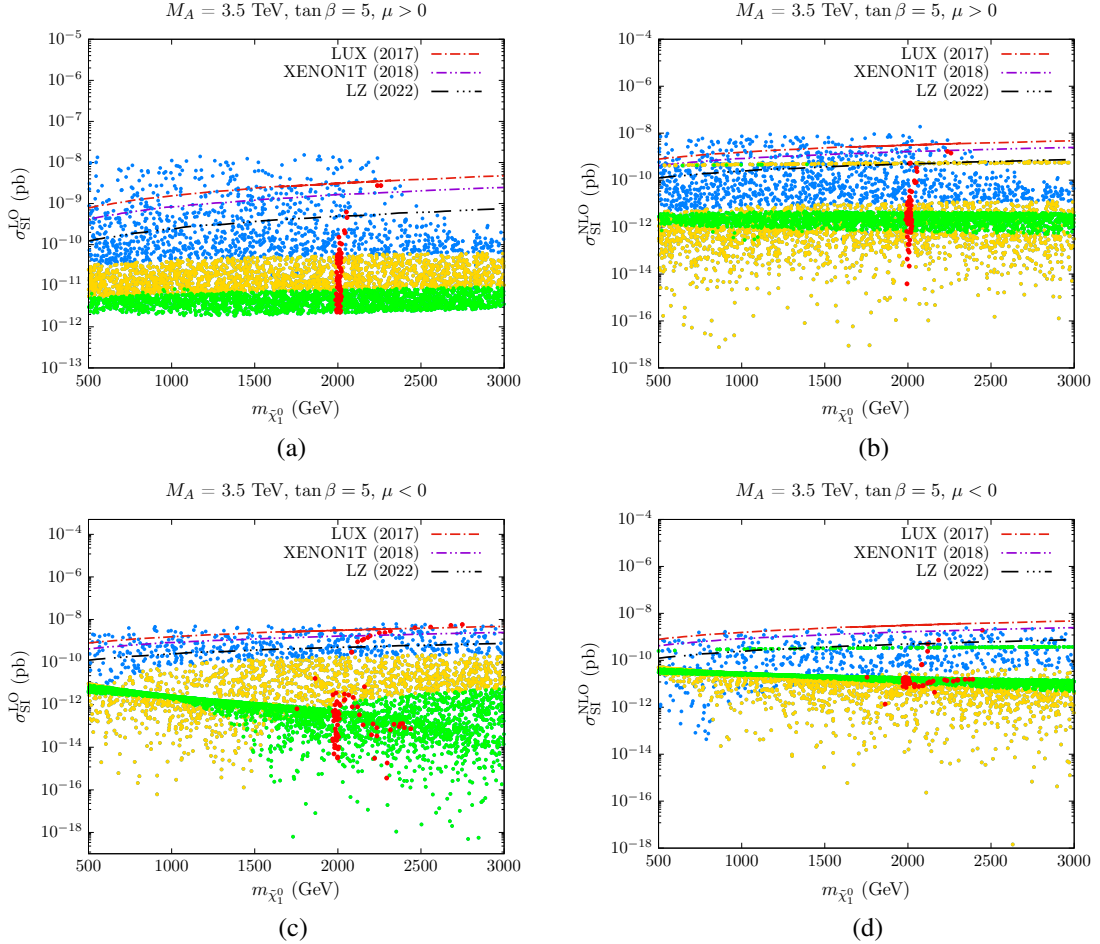 M_A = 3.5 TeV, tan β = 5, μ > 0
σ_SI^LO (pb)
10^−5
10^−6
10^−7
10^−8
10^−9
10^−10
10^−11
10^−12
10^−13
LUX (2017)
XENON1T (2018)
LZ (2022)
500 1000 1500 2000 2500 3000
m_χ̃₁⁰ (GeV)
(a)
M_A = 3.5 TeV, tan β = 5, μ > 0
σ_SI^NLO (pb)
10^−4
10^−6
10^−8
10^−10
10^−12
10^−14
10^−16
10^−18
LUX (2017)
XENON1T (2018)
LZ (2022)
500 1000 1500 2000 2500 3000
m_χ̃₁⁰ (GeV)
(b)
M_A = 3.5 TeV, tan β = 5, μ < 0
σ_SI^LO (pb)
10^−4
10^−6
10^−8
10^−10
10^−12
10^−14
10^−16
10^−18
LUX (2017)
XENON1T (2018)
LZ (2022)
500 1000 1500 2000 2500 3000
m_χ̃₁⁰ (GeV)
(c)
M_A = 3.5 TeV, tan β = 5, μ < 0
σ_SI^NLO (pb)
10^−4
10^−6
10^−8
10^−10
10^−12
10^−14
10^−16
10^−18
LUX (2017)
XENON1T (2018)
LZ (2022)
500 1000 1500 2000 2500 3000
m_χ̃₁⁰ (GeV)
(d)